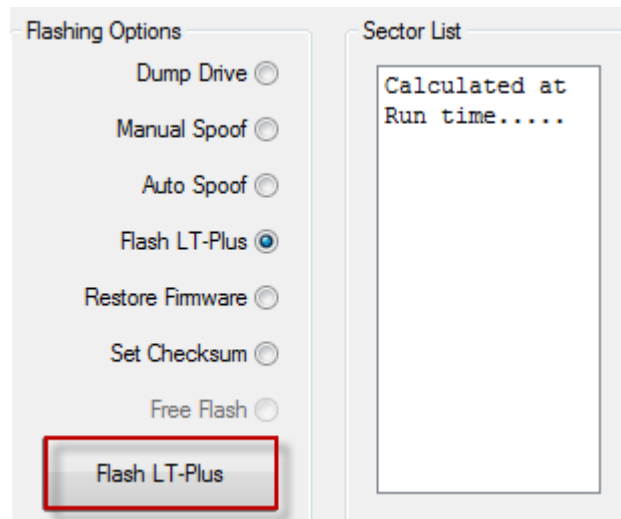 Flashing Options
Dump Drive
Manual Spoof
Auto Spoof
Flash LT-Plus
Restore Firmware
Set Checksum
Free Flash
Flash LT-Plus
Sector List
Calculated at
Run time.....